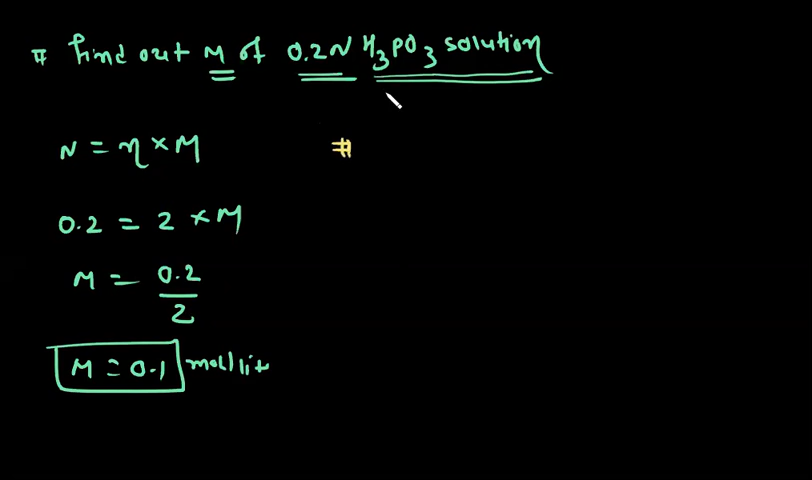 # Find out M of 0.2N H₃PO₃ solution
N = η × M
#
0.2 = 2 × M
M = 0.2/2
M = 0.1 mol/lit